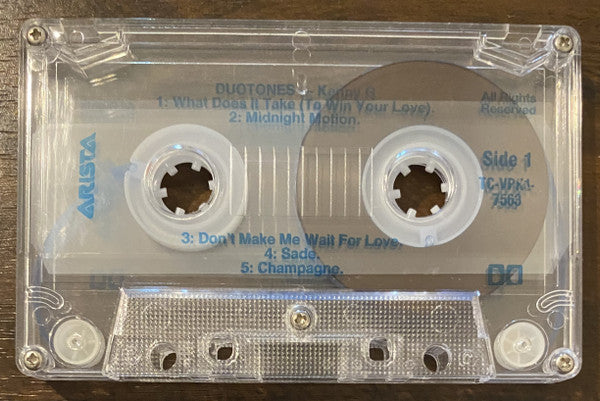 DUOTONES - Kenny G
1: What Does It Take (To Win Your Love).
2: Midnight Motion.
All Rights
Reserved
ARISTA
Side 1
TC-VPK1-
7563
3: Don't Make Me Wait For Love.
4: Sade.
5: Champagne.